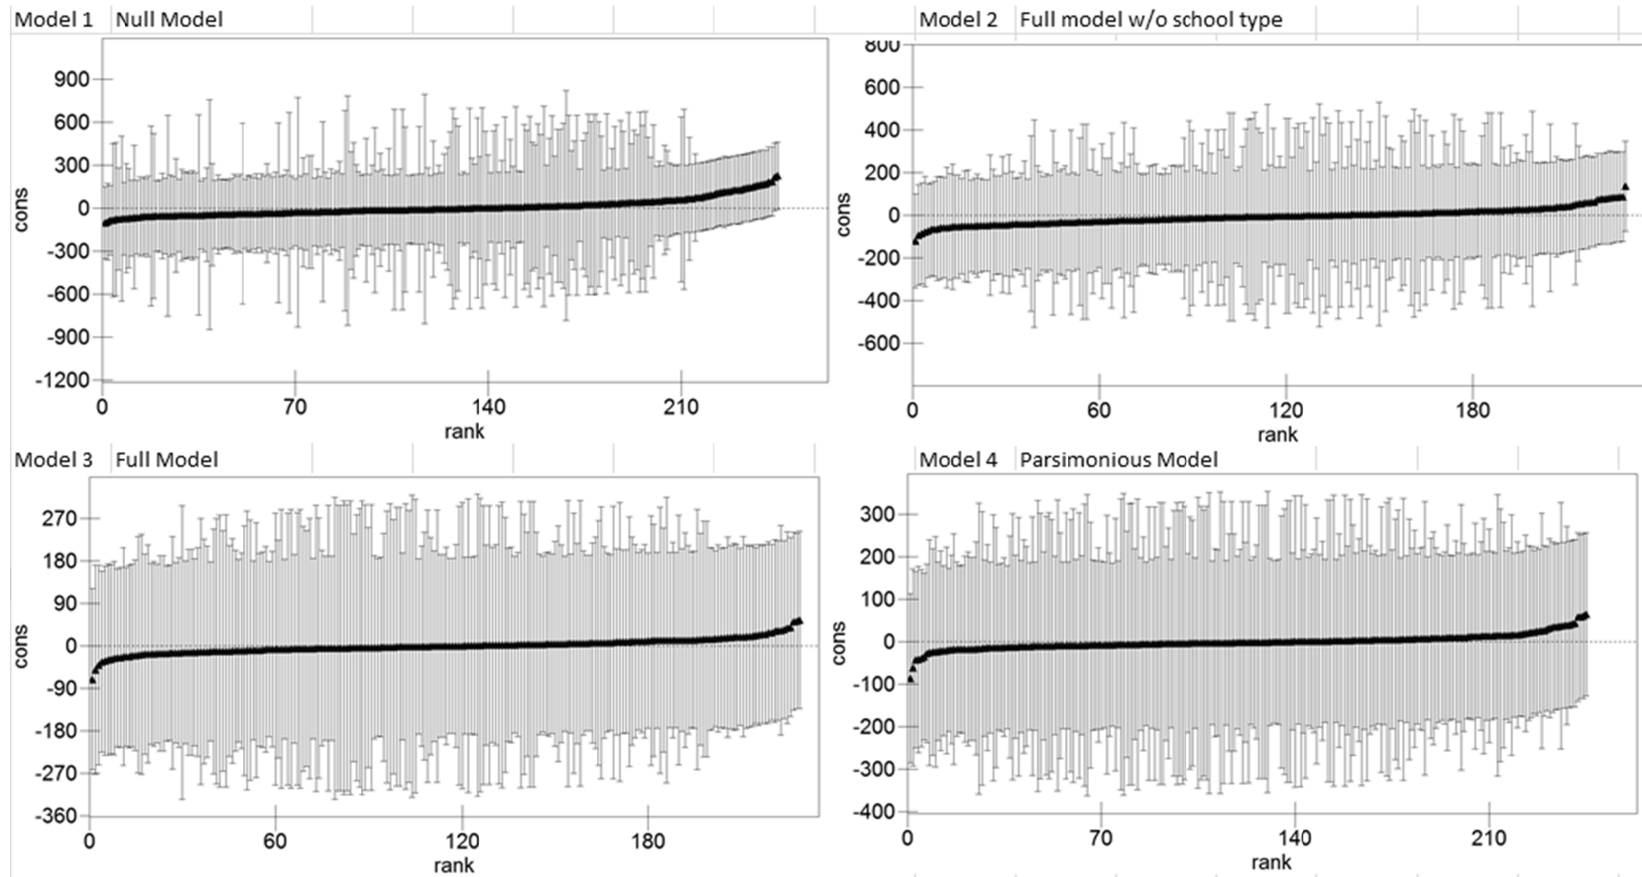 Model 1 Null Model
900
600
300
0
-300
-600
-900
-1200
cons
0 70 140 210
rank
Model 2 Full model w/o school type
800
600
400
200
0
-200
-400
-600
cons
0 60 120 180
rank
Model 3 Full Model
270
180
90
0
-90
-180
-270
-360
cons
0 60 120 180
rank
Model 4 Parsimonious Model
300
200
100
0
-100
-200
-300
-400
cons
0 70 140 210
rank